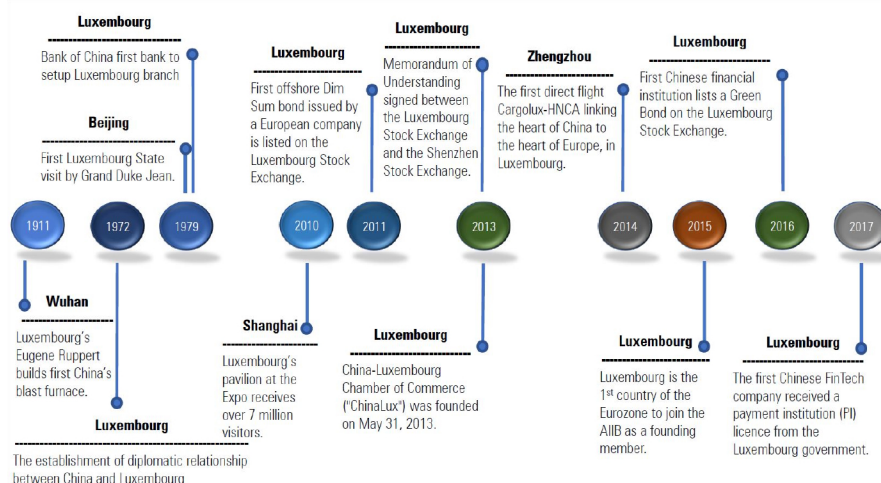 Luxembourg
Bank of China first bank to
setup Luxembourg branch
Beijing
First Luxembourg State
visit by Grand Duke Jean.
Luxembourg
First offshore Dim
Sum bond issued by
a European company
is listed on the
Luxembourg Stock
Exchange.
Luxembourg
Memorandum of
Understanding
signed between
the Luxembourg
Stock Exchange
and the Shenzhen
Stock Exchange.
Zhengzhou
The first direct flight
Cargolux-HNCA linking
the heart of China to
the heart of Europe, in
Luxembourg.
Luxembourg
First Chinese financial
institution lists a Green
Bond on the Luxembourg
Stock Exchange.
1911
1972
1979
2010
2011
2013
2014
2015
2016
2017
Wuhan
Luxembourg's
Eugene Ruppert
builds first China's
blast furnace.
Luxembourg
The establishment of diplomatic relationship
between China and Luxembourg
Shanghai
Luxembourg's
pavilion at the
Expo receives
over 7 million
visitors.
Luxembourg
China-Luxembourg
Chamber of Commerce
("ChinaLux") was founded
on May 31, 2013.
Luxembourg
Luxembourg is the
1st country of the
Eurozone to join the
AIIB as a founding
member.
Luxembourg
The first Chinese FinTech
company received a
payment institution (PI)
licence from the
Luxembourg government.